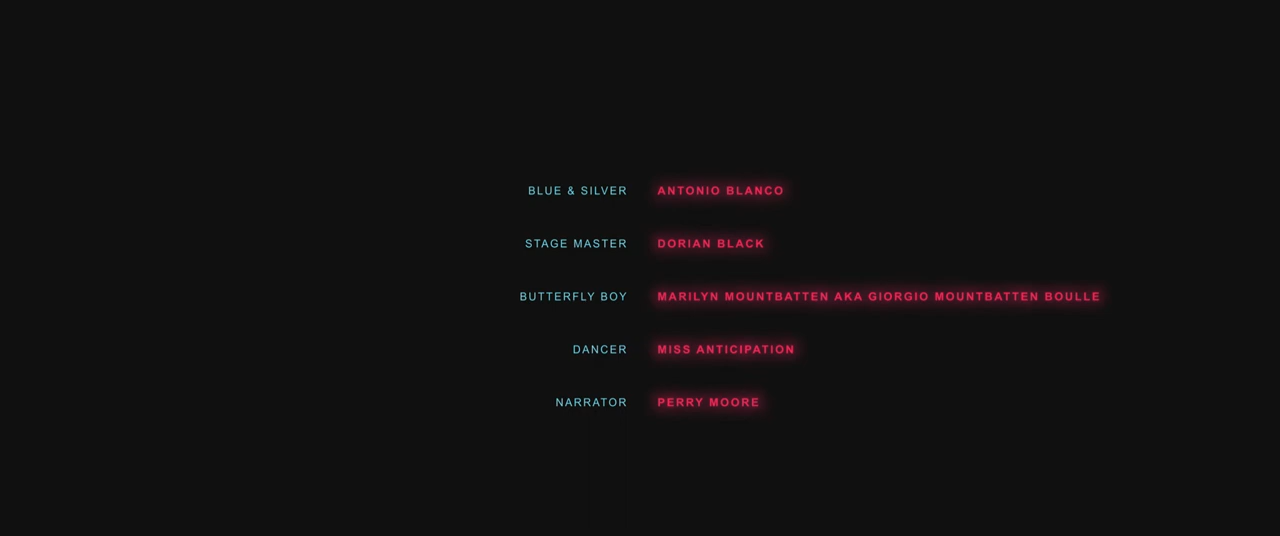 BLUE & SILVER ANTONIO BLANCO
STAGE MASTER DORIAN BLACK
BUTTERFLY BOY MARILYN MOUNTBATTEN AKA GIORGIO MOUNTBATTEN BOULLE
DANCER MISS ANTICIPATION
NARRATOR PERRY MOORE